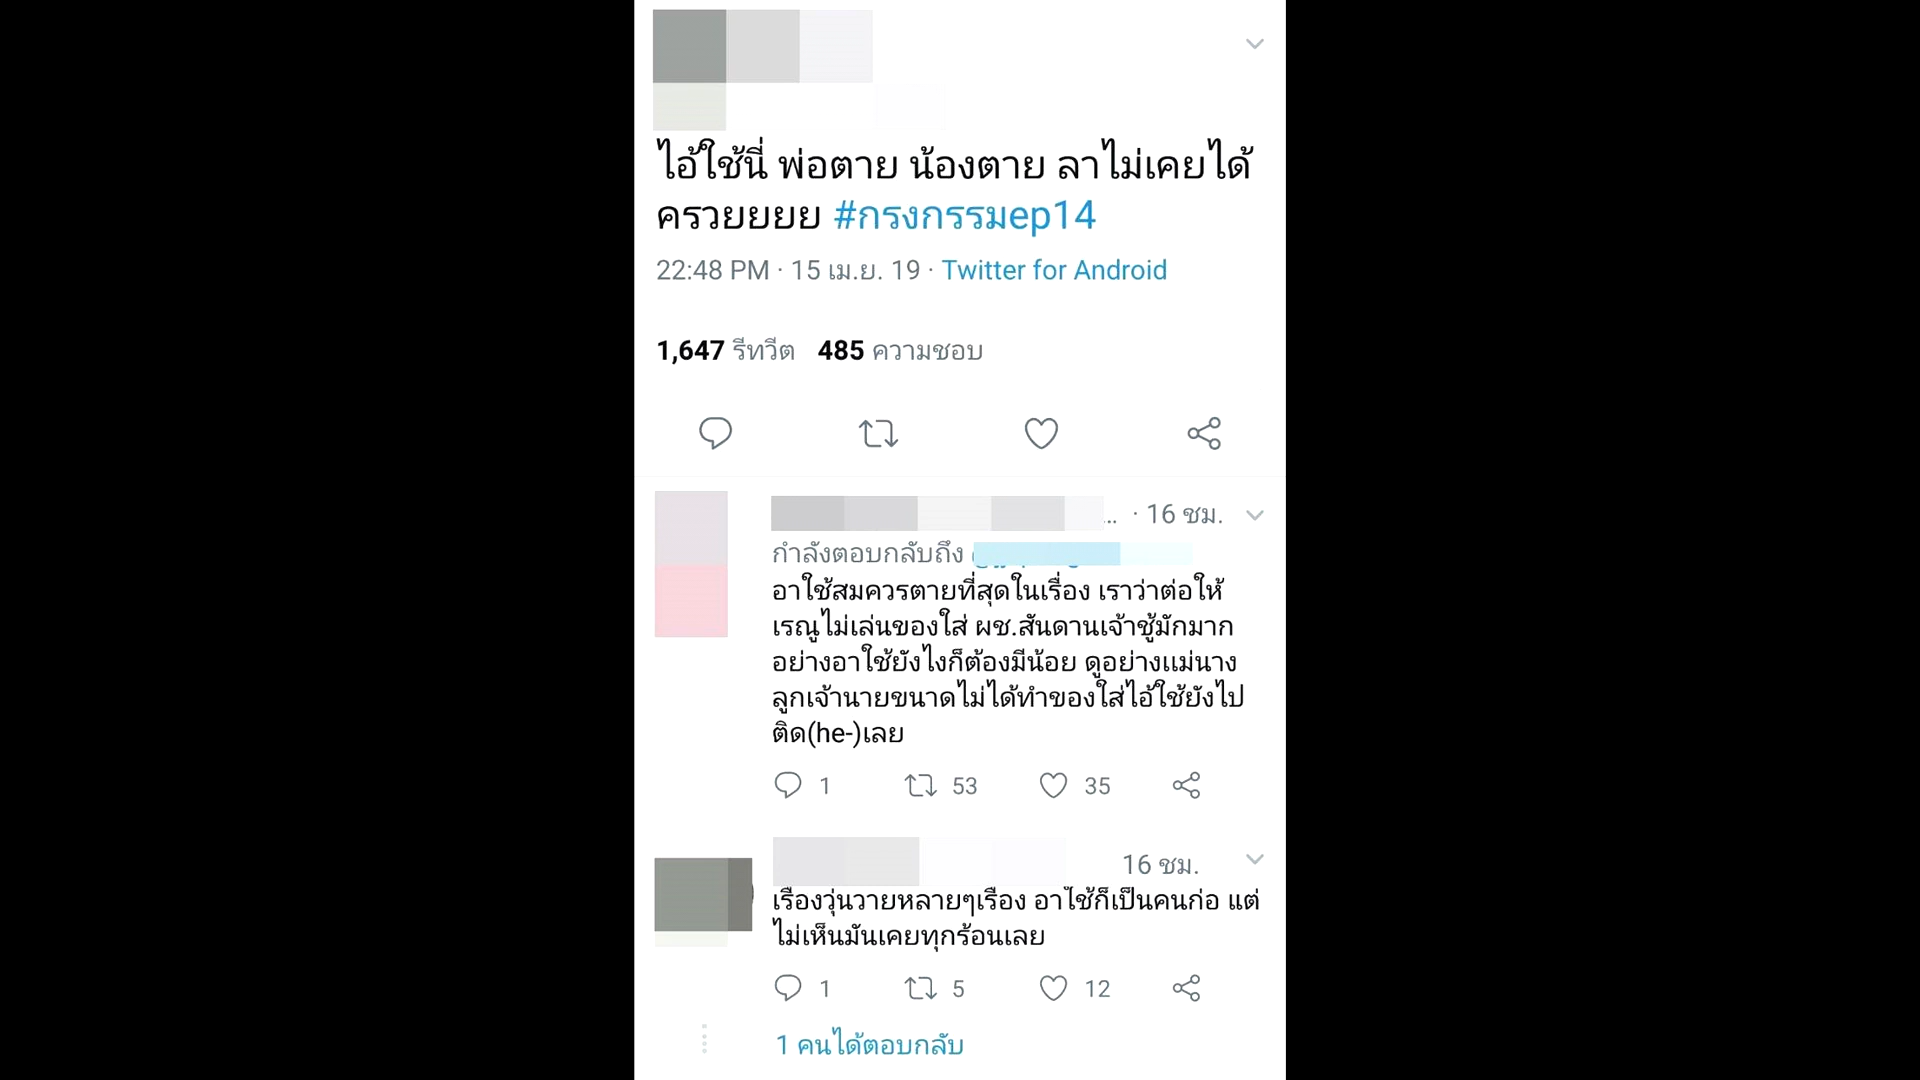 ไอ้ใช้นี่ พ่อตาย น้องตาย ลาไม่เคยได้
ครวยยยย #กรงกรรมep14
22:48 PM · 15 เม.ย. 19 · Twitter for Android
1,647 รีทวีต 485 ความชอบ
... · 16 ชม.
กำลังตอบกลับถึง
อาใช้สมควรตายที่สุดในเรื่อง เราว่าต่อให้
เรณูไม่เล่นของใส่ ผช.สันดานเจ้าชู้มักมาก
อย่างอาใช้ยังไงก็ต้องมีน้อย ดูอย่างแม่นาง
ลูกเจ้านายขนาดไม่ได้ทำของใส่ไอ้ใช้ยังไป
ติด(he-)เลย
1 53 35
16 ชม.
เรื่องวุ่นวายหลายๆเรื่อง อาใช้ก็เป็นคนก่อ แต่
ไม่เห็นมันเคยทุกร้อนเลย
1 5 12
1 คนได้ตอบกลับ